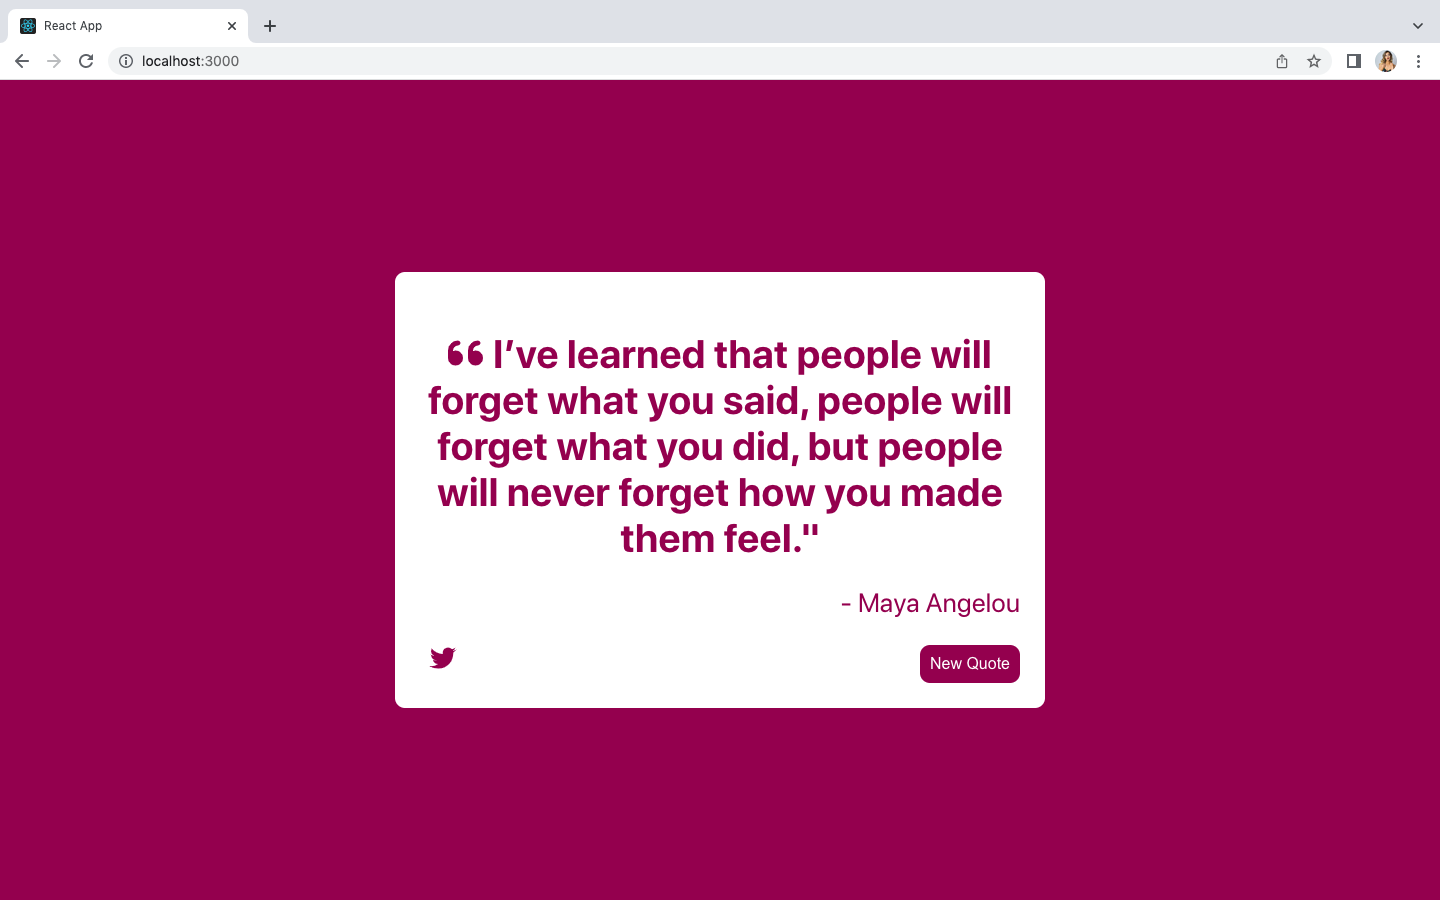 React App
localhost:3000
“ I’ve learned that people will
forget what you said, people will
forget what you did, but people
will never forget how you made
them feel."
- Maya Angelou
New Quote